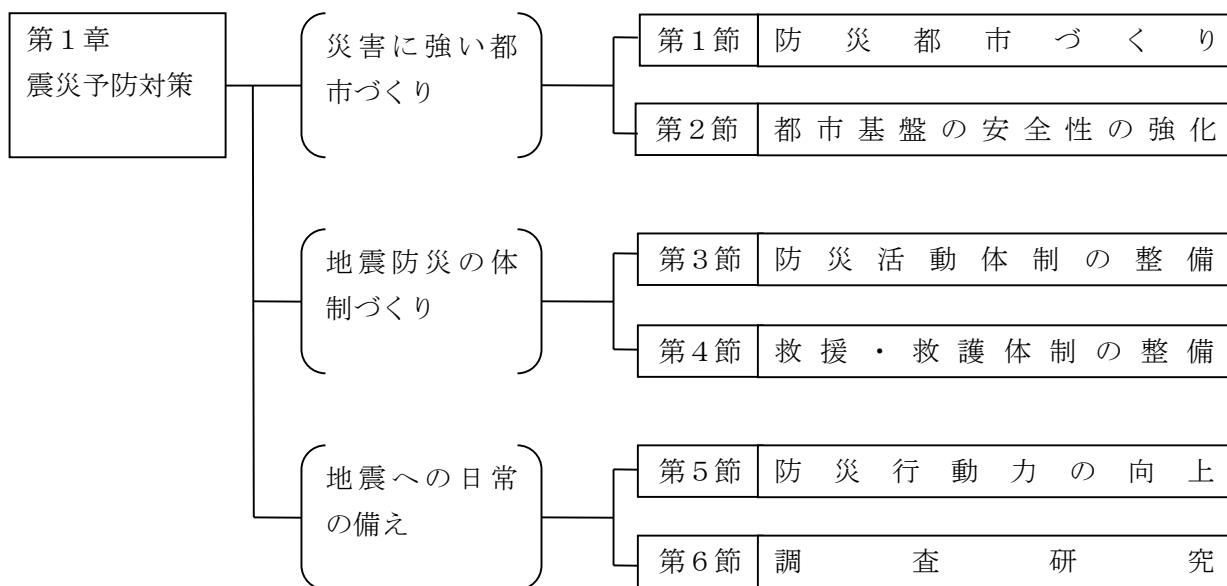 第１章
震災予防対策
災害に強い都
市づくり
第１節 防災都市づくり
第２節 都市基盤の安全性の強化
地震防災の体
制づくり
第３節 防災活動体制の整備
第４節 救援・救護体制の整備
地震への日常
の備え
第５節 防災行動力の向上
第６節 調査研究